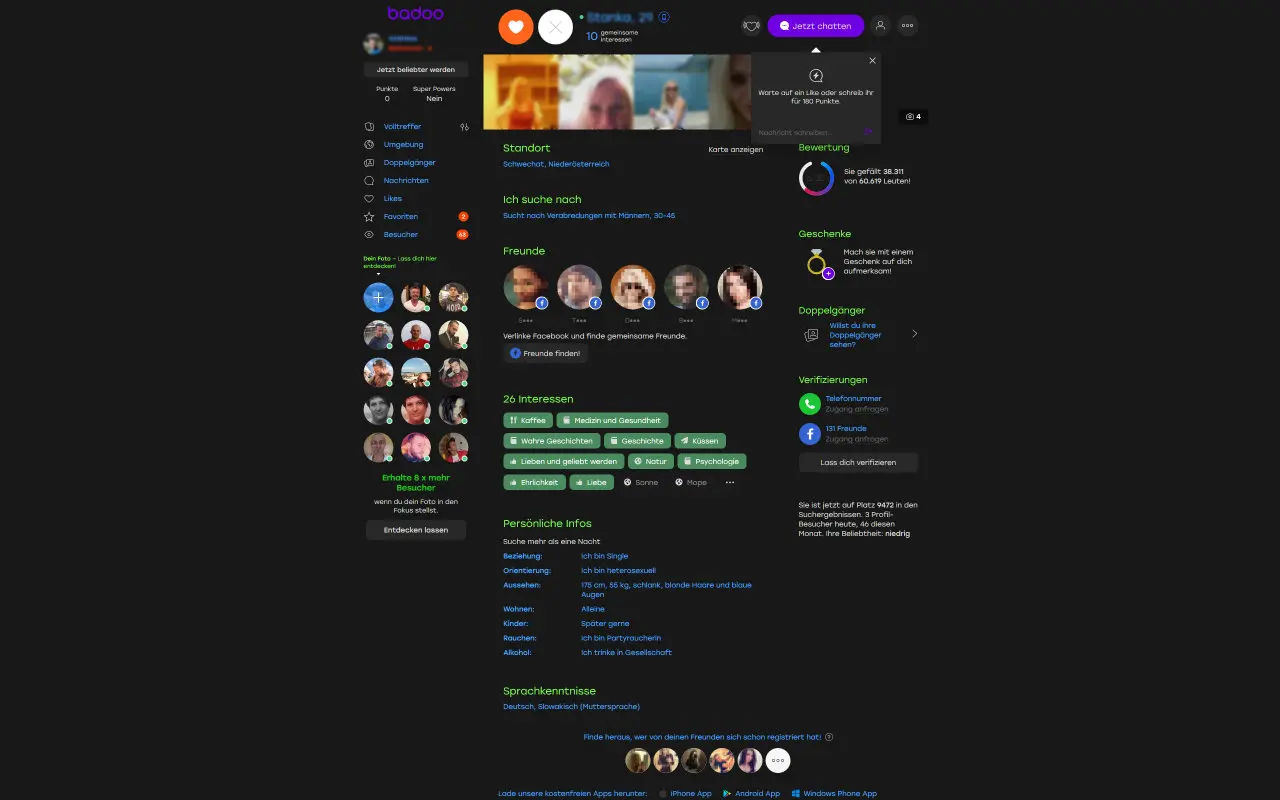 badoo
Jetzt beliebter werden
Punkte
0
Super Powers
Nein
Volltreffer
Umgebung
Doppelgänger
Nachrichten
Likes
Favoriten
2
Besucher
63
Dein Foto – Lass dich hier
entdecken!
NOIR
Erhalte 8 x mehr
Besucher
wenn du dein Foto in den
Fokus stellst.
Entdecken lassen
Stanka, 29
10 gemeinsame
Interessen
Jetzt chatten
Warte auf ein Like oder schreib ihr
für 180 Punkte.
Nachricht schreiben...
4
Standort
Karte anzeigen
Schwechat, Niederösterreich
Ich suche nach
Sucht nach Verabredungen mit Männern, 30-45
Freunde
S•••
T•••
D•••
B•••
M•••
Verlinke Facebook und finde gemeinsame Freunde.
Freunde finden!
26 Interessen
Kaffee
Medizin und Gesundheit
Wahre Geschichten
Geschichte
Küssen
Lieben und geliebt werden
Natur
Psychologie
Ehrlichkeit
Liebe
Sonne
Mope
Persönliche Infos
Suche mehr als eine Nacht
Beziehung: Ich bin Single
Orientierung: Ich bin heterosexuell
Aussehen: 175 cm, 55 kg, schlank, blonde Haare und blaue
Augen
Wohnen: Alleine
Kinder: Später gerne
Rauchen: Ich bin Partyraucherin
Alkohol: Ich trinke in Gesellschaft
Sprachkenntnisse
Deutsch, Slowakisch (Muttersprache)
Bewertung
Sie gefällt 38.311
von 60.619 Leuten!
Geschenke
Mach sie mit einem
Geschenk auf dich
aufmerksam!
Doppelgänger
Willst du ihre
Doppelgänger
sehen?
Verifizierungen
Telefonnummer
Zugang anfragen
131 Freunde
Zugang anfragen
Lass dich verifizieren
Sie ist jetzt auf Platz 9472 in den
Suchergebnissen. 3 Profil-
Besucher heute, 46 diesen
Monat. Ihre Beliebtheit: niedrig
Finde heraus, wer von deinen Freunden sich schon registriert hat!
Lade unsere kostenfreien Apps herunter:
iPhone App
Android App
Windows Phone App